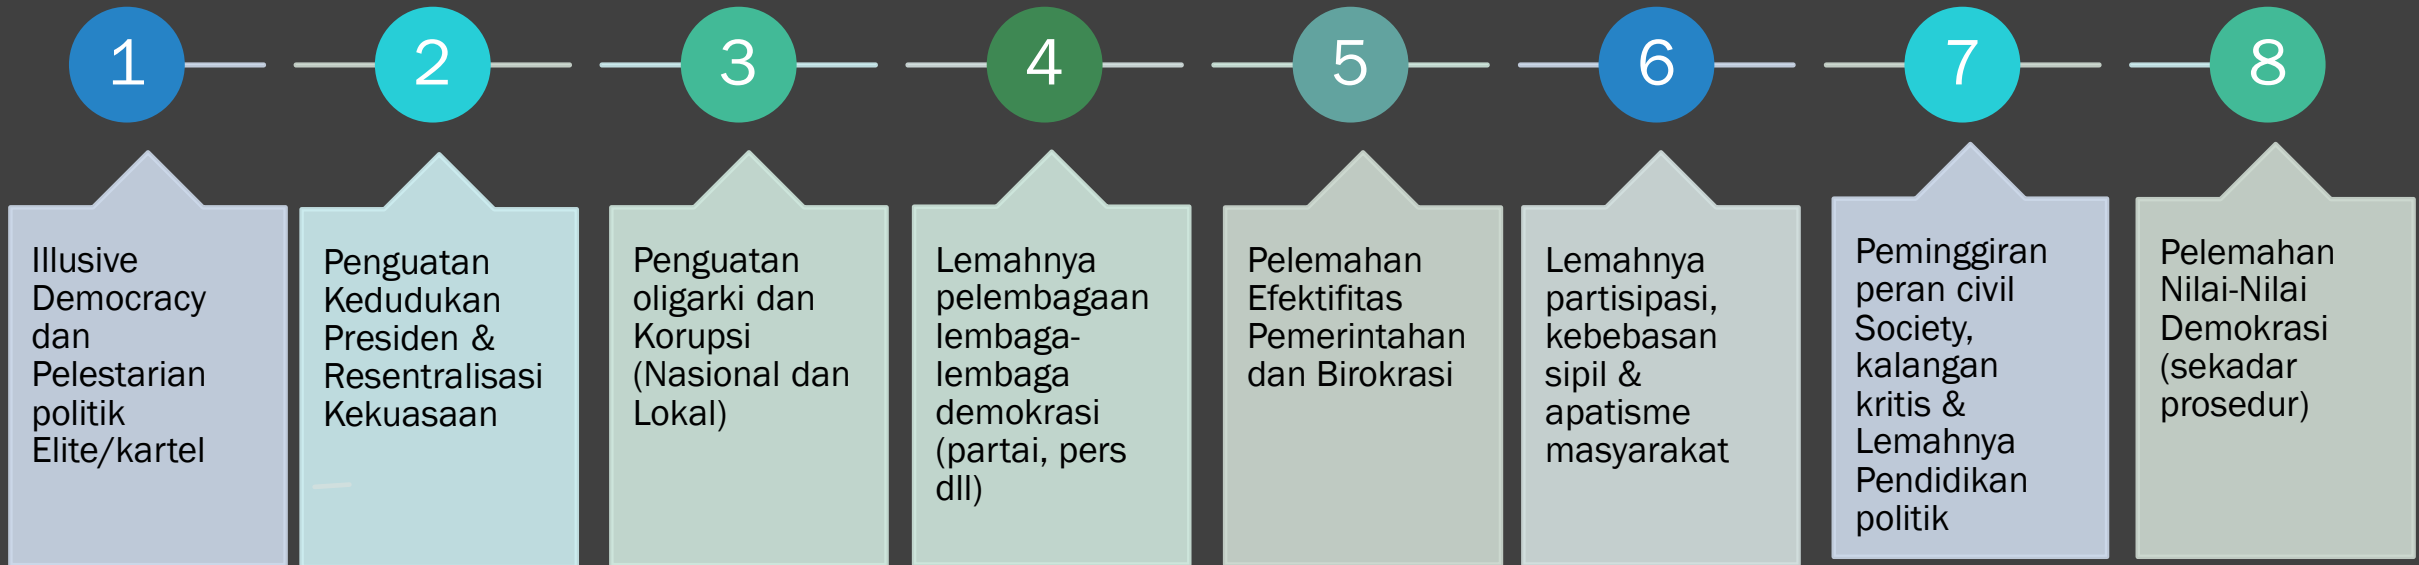 1
Illusive
Democracy
dan
Pelestarian
politik
Elite/kartel
2
Penguatan
Kedudukan
Presiden &
Resentralisasi
Kekuasaan
3
Penguatan
oligarki dan
Korupsi
(Nasional dan
Lokal)
4
Lemahnya
pelembagaan
lembaga-
lembaga
demokrasi
(partai, pers
dll)
5
Pelemahan
Efektifitas
Pemerintahan
dan Birokrasi
6
Lemahnya
partisipasi,
kebebasan
sipil &
apatisme
masyarakat
7
Peminggiran
peran civil
Society,
kalangan
kritis &
Lemahnya
Pendidikan
politik
8
Pelemahan
Nilai-Nilai
Demokrasi
(sekadar
prosedur)